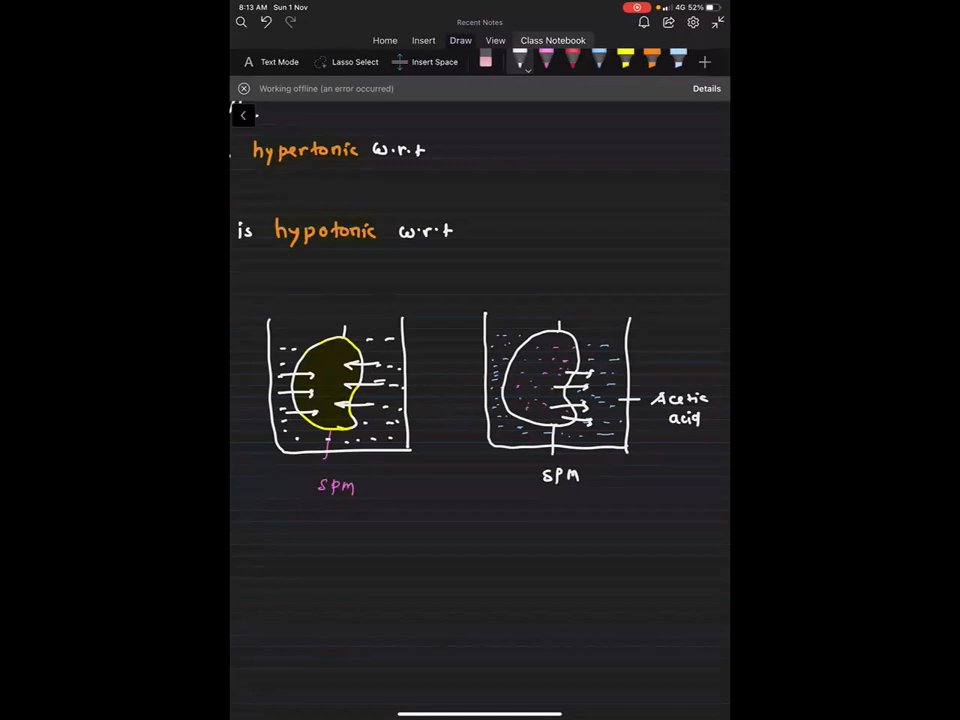 8:13 AM Sun 1 Nov
4G 52%
Recent Notes
Home Insert Draw View Class Notebook
Text Mode Lasso Select Insert Space
Working offline (an error occurred) Details
hypertonic w.r.t
is hypotonic w.r.t
Acetic
acid
SPM
SPM